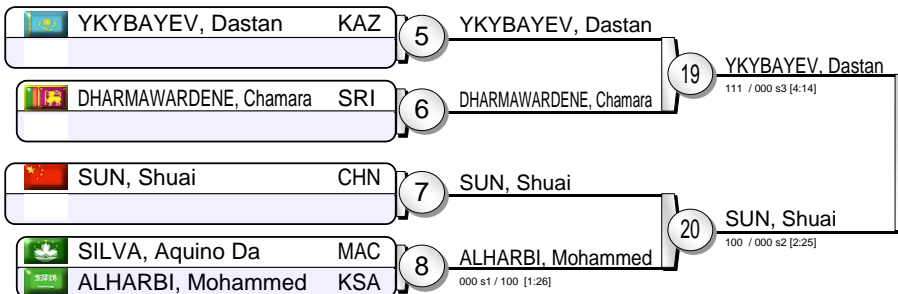 YKYBAYEV, Dastan KAZ
5
YKYBAYEV, Dastan
19
YKYBAYEV, Dastan
111 / 000 s3 [4:14]
DHARMAWARDENE, Chamara SRI
6
DHARMAWARDENE, Chamara
SUN, Shuai CHN
7
SUN, Shuai
20
SUN, Shuai
100 / 000 s2 [2:25]
SILVA, Aquino Da MAC
ALHARBI, Mohammed KSA
8
ALHARBI, Mohammed
000 s1 / 100 [1:26]